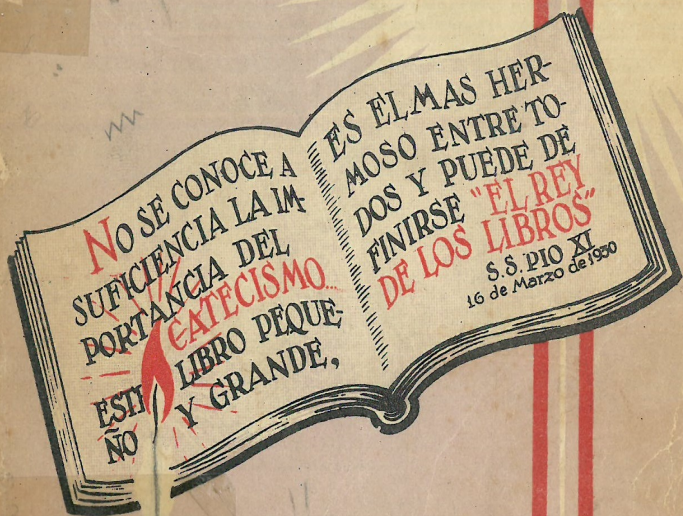 NO SE CONOCE A
SUFICIENCIA LA IM-
PORTANCIA DEL
CATECISMO...
ESTE LIBRO PEQUE-
ÑO Y GRANDE,
ES EL MAS HER-
MOSO ENTRE TO-
DOS Y PUEDE DE
FINIRSE "EL REY
DE LOS LIBROS"
S.S. PIO XI
16 de Marzo de 1930